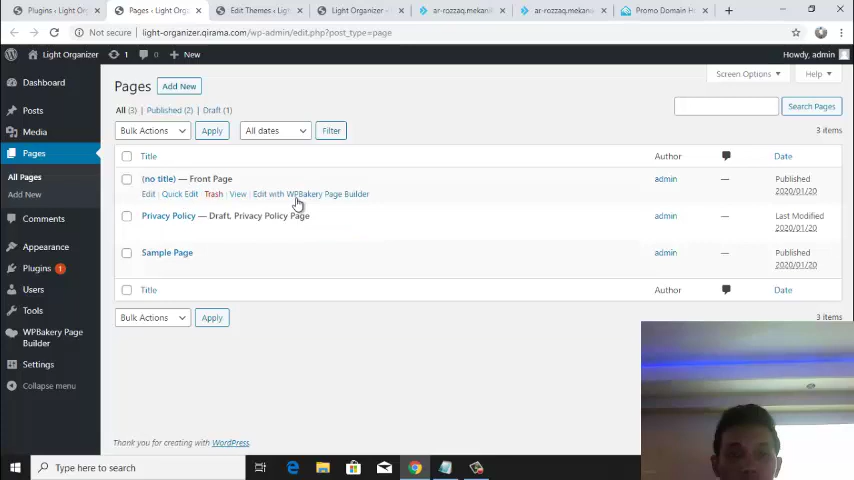 Plugins ‹ Light Orga
Pages ‹ Light Organ
Edit Themes ‹ Light
Light Organizer –
ar-rozzaq.mekani
ar-rozzaq.mekani
Promo Domain H
Not secure | light-organizer.qirama.com/wp-admin/edit.php?post_type=page
Light Organizer 1 0 + New Howdy, admin
Dashboard
Posts
Media
Pages
All Pages
Add New
Comments
Appearance
Plugins 1
Users
Tools
WPBakery Page
Builder
Settings
Collapse menu
Screen Options Help
Pages Add New
All (3) | Published (2) | Draft (1)
Search Pages
Bulk Actions Apply All dates Filter 3 items
Title Author Date
(no title) — Front Page admin — Published
2020/01/20
Edit | Quick Edit | Trash | View | Edit with WPBakery Page Builder
Privacy Policy — Draft, Privacy Policy Page admin — Last Modified
2020/01/20
Sample Page admin — Published
2020/01/20
Title Author Date
Bulk Actions Apply 3 items
Thank you for creating with WordPress.
Type here to search